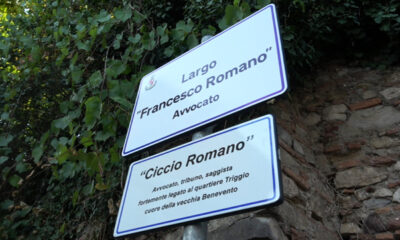 Largo
"Francesco Romano"
Avvocato
"Ciccio Romano"
Avvocato, tribuno, saggista
fortemente legato al quartiere Triggio
cuore della vecchia Benevento